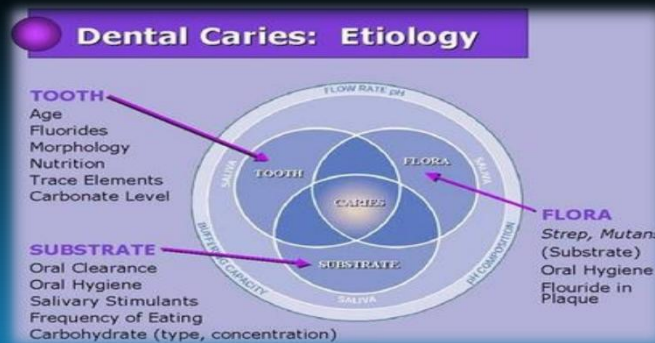 Dental Caries: Etiology
TOOTH
Age
Fluorides
Morphology
Nutrition
Trace Elements
Carbonate Level
SUBSTRATE
Oral Clearance
Oral Hygiene
Salivary Stimulants
Frequency of Eating
Carbohydrate (type, concentration)
FLOW RATE pH
SALIVA
TOOTH
FLORA
SALIVA
CARIES
SUBSTRATE
BUFFERING CAPACITY
SALIVA
pH COMPOSITION
FLORA
Strep, Mutans
(Substrate)
Oral Hygiene
Flouride in
Plaque